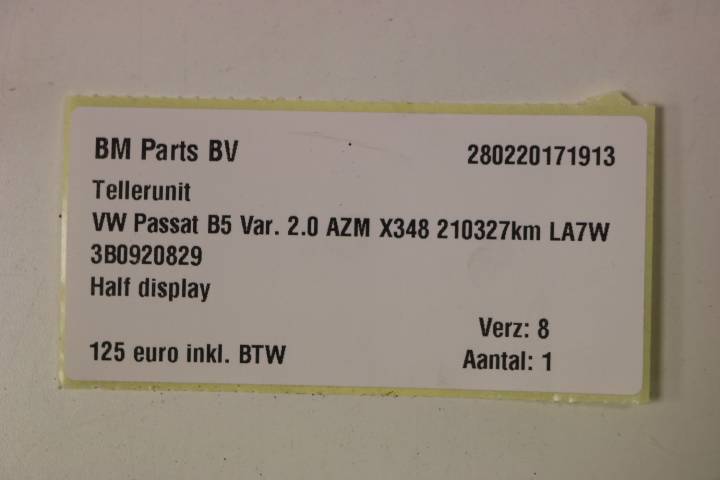 BM Parts BV 280220171913
Tellerunit
VW Passat B5 Var. 2.0 AZM X348 210327km LA7W
3B0920829
Half display
Verz: 8
125 euro inkl. BTW Aantal: 1